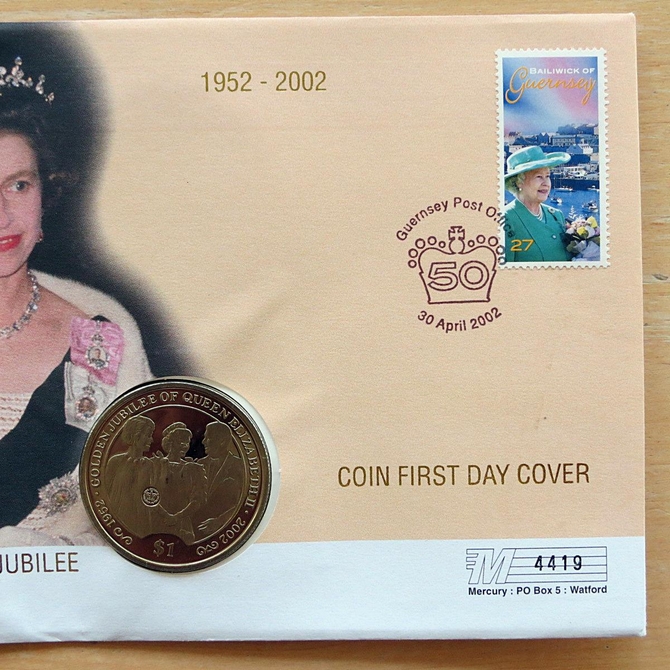 1952 - 2002
BAILIWICK OF
Guernsey
27
Guernsey Post Office
50
30 April 2002
GOLDEN JUBILEE OF QUEEN ELIZABETH II
1952 · 2002
$1
COIN FIRST DAY COVER
JUBILEE
M 4419
Mercury : PO Box 5 : Watford